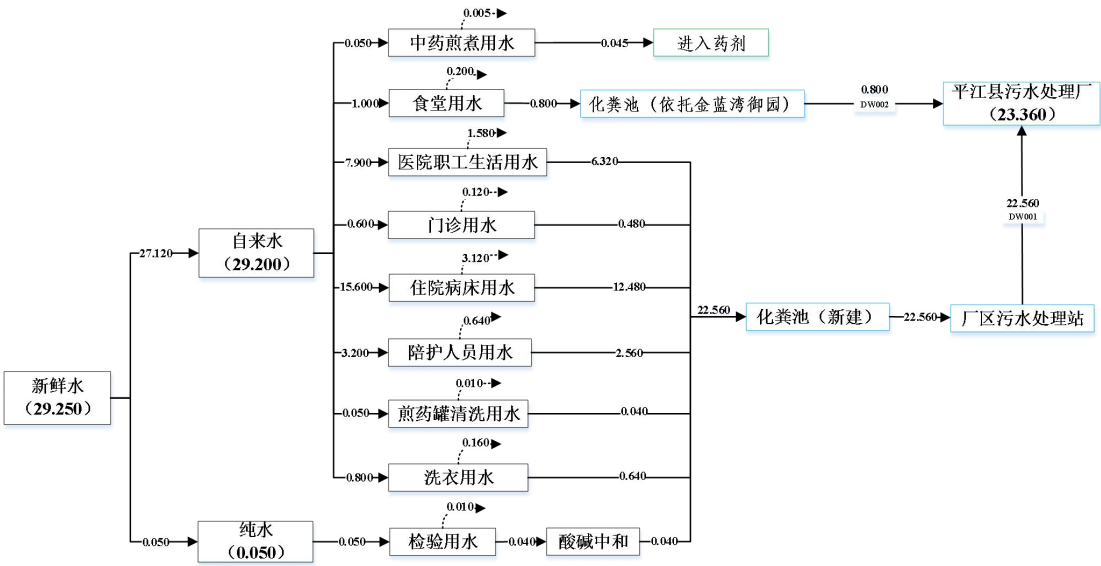 0.005
0.050
中药煎煮用水
0.045
进入药剂
0.200
1.000
食堂用水
0.800
化粪池（依托金蓝湾御园）
0.800
DW002
平江县污水处理厂
（23.360）
1.580
7.900
医院职工生活用水
6.320
0.120
0.600
门诊用水
0.480
22.560
DW001
27.120
自来水
（29.200）
3.120
15.600
住院病床用水
12.480
22.560
化粪池（新建）
22.560
厂区污水处理站
0.640
3.200
陪护人员用水
2.560
新鲜水
（29.250）
0.010
0.050
煎药罐清洗用水
0.040
0.160
0.800
洗衣用水
0.640
0.010
0.050
纯水
（0.050）
0.050
检验用水
0.040
酸碱中和
0.040